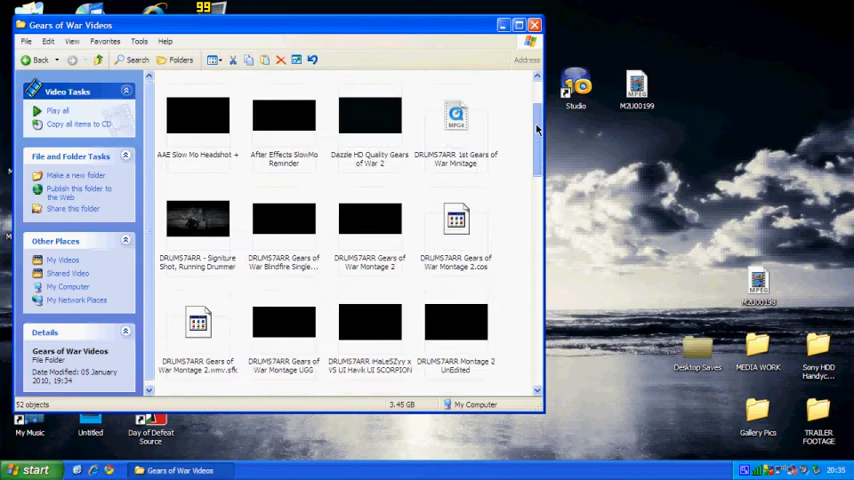 99
Gears of War Videos
File Edit View Favorites Tools Help
Back Search Folders Address
Video Tasks
Play all
Copy all items to CD
File and Folder Tasks
Make a new folder
Publish this folder to
the Web
Share this folder
Other Places
My Videos
Shared Video
My Computer
My Network Places
Details
Gears of War Videos
File Folder
Date Modified: 05 January
2010, 19:34
AAE Slow Mo Headshot +
After Effects SlowMo
Reminder
Dazzle HD Quality Gears
of War 2
MPEG4
DRUMS7ARR 1st Gears of
War Minitage
DRUMS7ARR - Signiture
Shot, Running Drummer
DRUMS7ARR Gears of
War Blindfire Single...
DRUMS7ARR Gears of
War Montage 2
DRUMS7ARR Gears of
War Montage 2.cos
DRUMS7ARR Gears of
War Montage 2.wmv.sfk
DRUMS7ARR Gears of
War Montage UGG
DRUMS7ARR iHaLeSZyy x
VS UI Havik UI SCORPION
DRUMS7ARR Montage 2
UnEdited
52 objects
3.45 GB
My Computer
10
Studio
MPEG
M2U00199
MPEG
M2U00198
Desktop Saves
MEDIA WORK
Sony HDD
Handyc...
Gallery Pics
TRAILER
FOOTAGE
My Music
Untitled
Day of Defeat
Source
start
Gears of War Videos
20:35